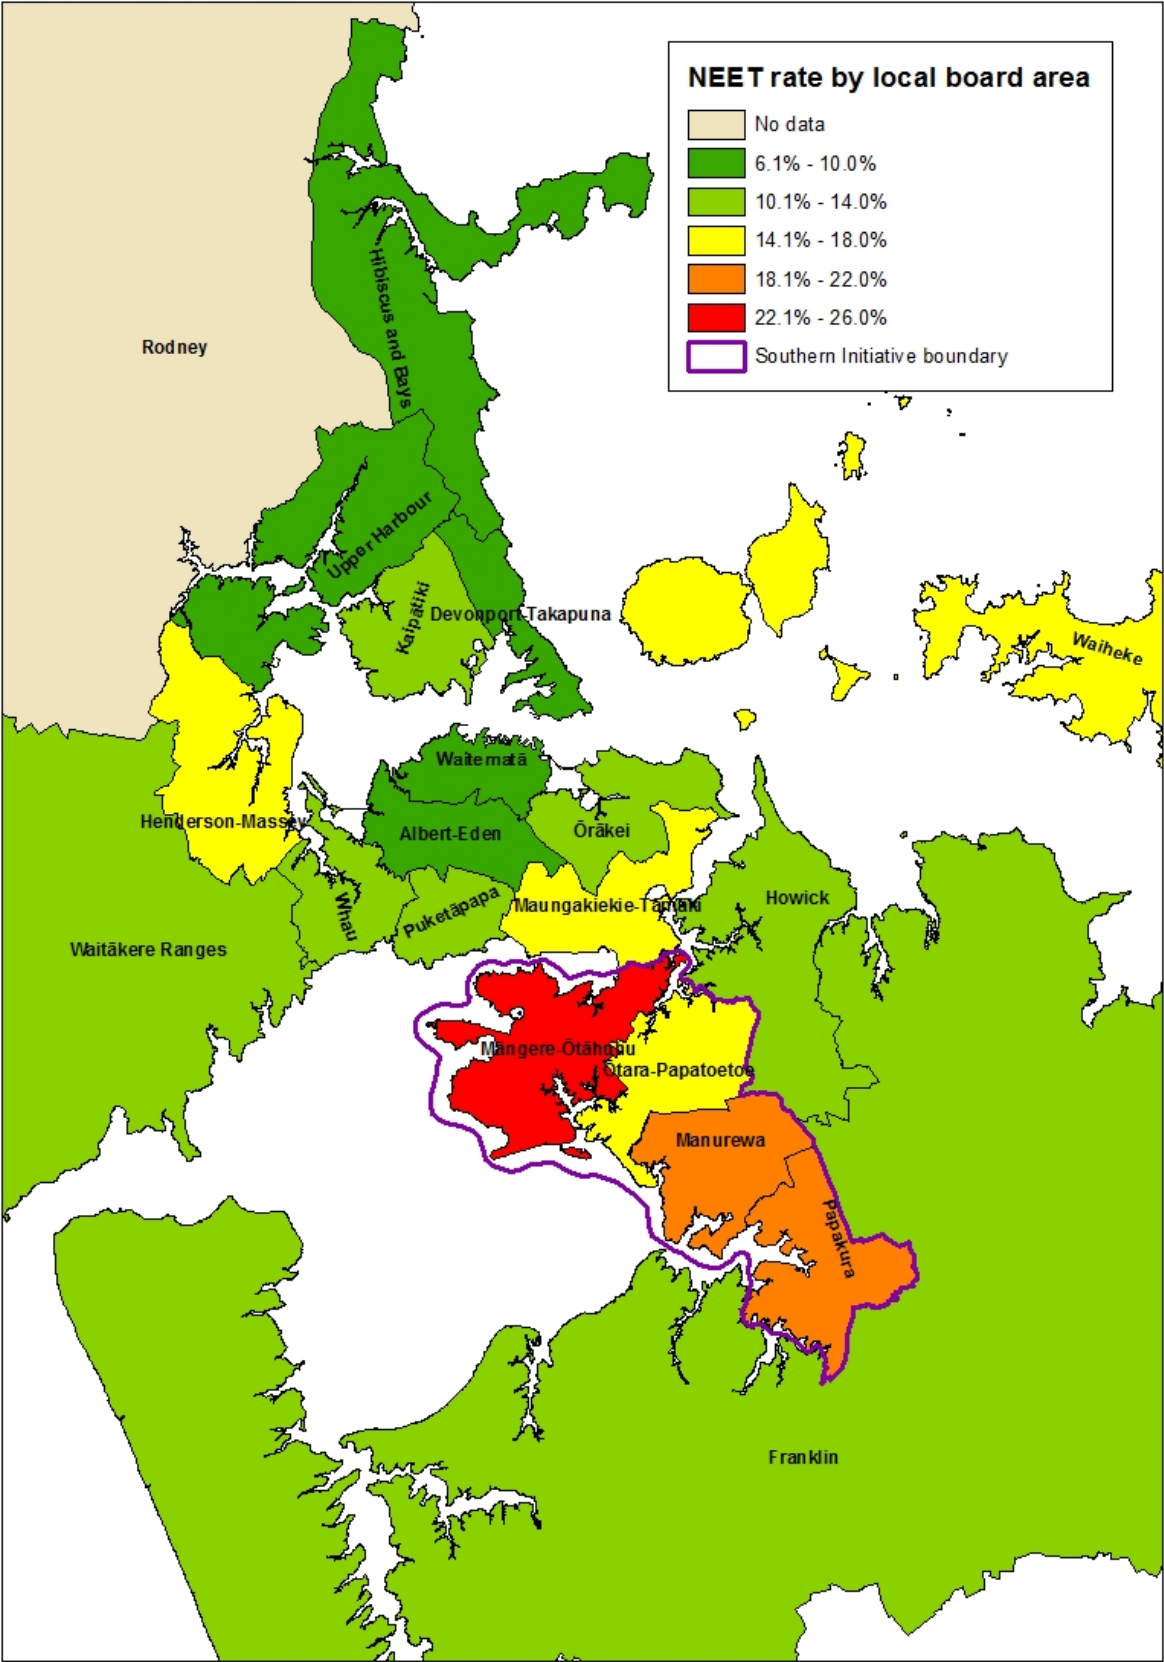 NEET rate by local board area
No data
6.1% - 10.0%
10.1% - 14.0%
14.1% - 18.0%
18.1% - 22.0%
22.1% - 26.0%
Southern Initiative boundary
Hibiscus and Bays
Rodney
Upper Harbour
Kaipātiki
Devonport-Takapuna
Waiheke
Waitematā
Henderson-Massey
Albert-Eden
Ōrākei
Howick
Maungakiekie-Tāmaki
Whau
Puketāpapa
Waitākere Ranges
Māngere-Ōtāhuhu
Ōtara-Papatoetoe
Manurewa
Papakura
Franklin